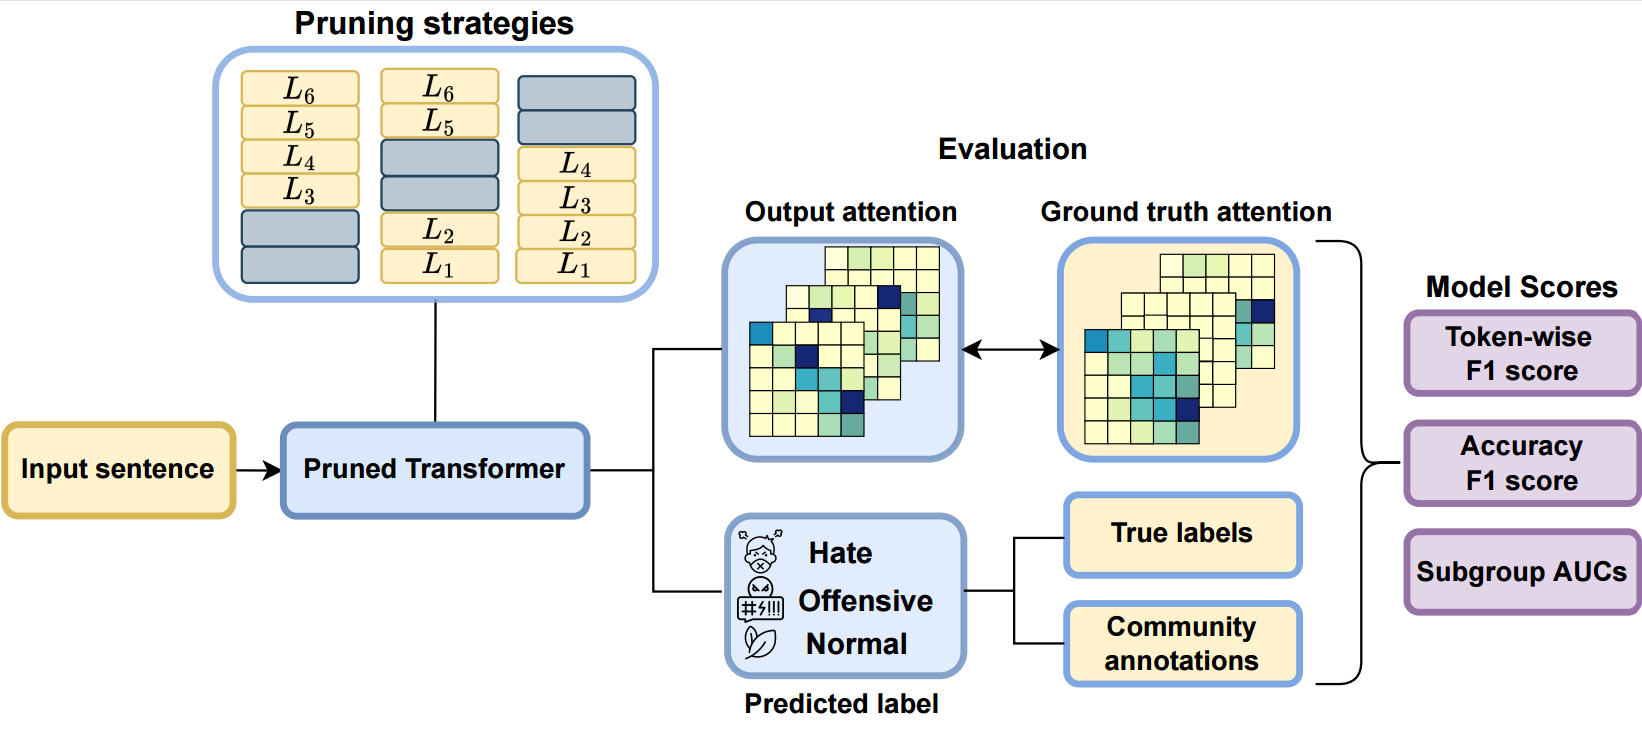 Pruning strategies
L6
L5
L4
L3
L6
L5
L2
L1
L4
L3
L2
L1
Input sentence
Pruned Transformer
Evaluation
Output attention
Ground truth attention
Hate
#⚡!!!
Offensive
Normal
Predicted label
True labels
Community
annotations
Model Scores
Token-wise
F1 score
Accuracy
F1 score
Subgroup AUCs